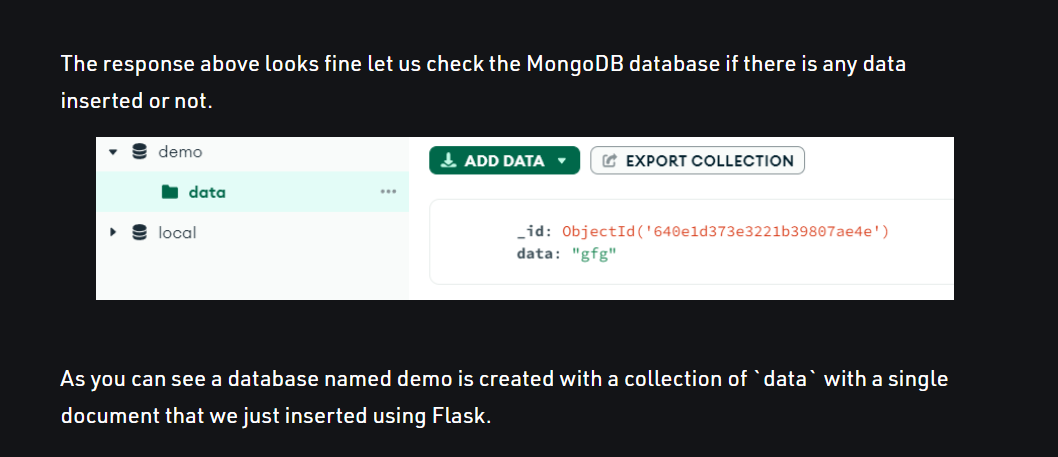 The response above looks fine let us check the MongoDB database if there is any data
inserted or not.
demo
data
local
ADD DATA
EXPORT COLLECTION
_id: ObjectId('640e1d373e3221b39807ae4e')
data: "gfg"
As you can see a database named demo is created with a collection of `data` with a single
document that we just inserted using Flask.